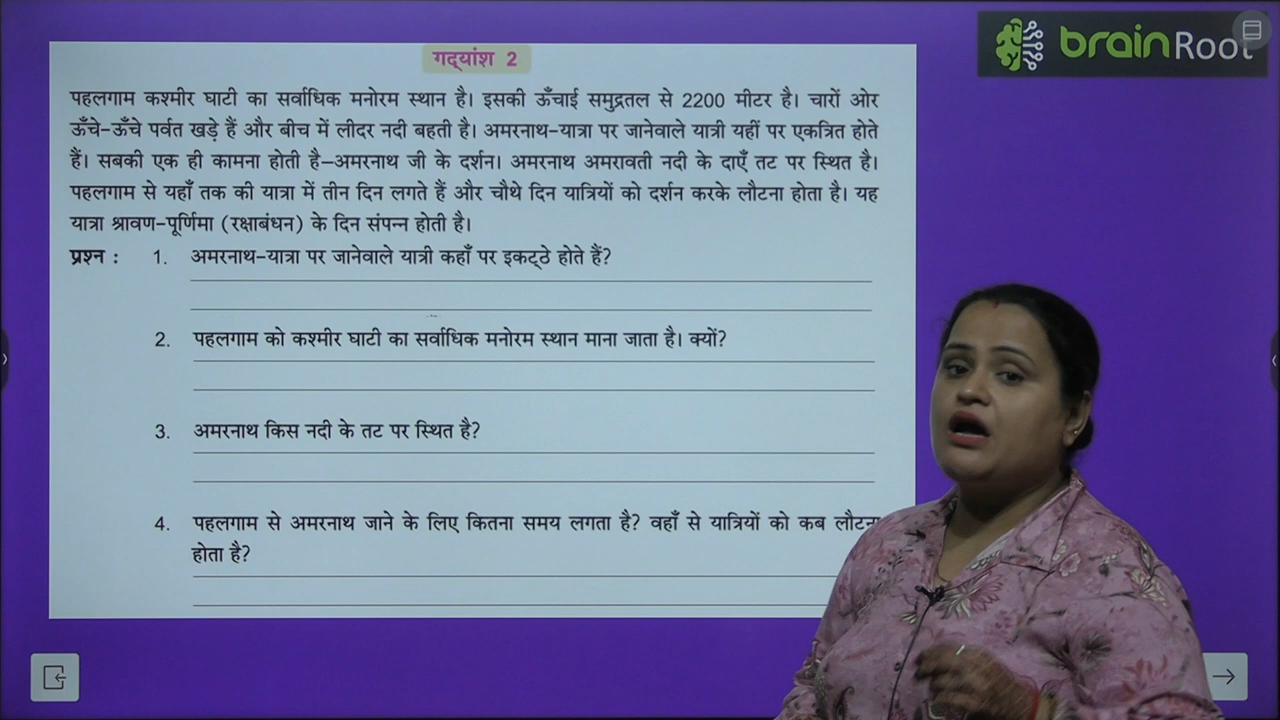 brainRoot
गद्यांश 2
पहलगाम कश्मीर घाटी का सर्वाधिक मनोरम स्थान है। इसकी ऊँचाई समुद्रतल से 2200 मीटर है। चारों ओर
ऊँचे-ऊँचे पर्वत खड़े हैं और बीच में लीदर नदी बहती है। अमरनाथ-यात्रा पर जानेवाले यात्री यहीं पर एकत्रित होते
हैं। सबकी एक ही कामना होती है—अमरनाथ जी के दर्शन। अमरनाथ अमरावती नदी के दाएँ तट पर स्थित है।
पहलगाम से यहाँ तक की यात्रा में तीन दिन लगते हैं और चौथे दिन यात्रियों को दर्शन करके लौटना होता है। यह
यात्रा श्रावण-पूर्णिमा (रक्षाबंधन) के दिन संपन्न होती है।
प्रश्न : 1. अमरनाथ-यात्रा पर जानेवाले यात्री कहाँ पर इकट्ठे होते हैं?
2. पहलगाम को कश्मीर घाटी का सर्वाधिक मनोरम स्थान माना जाता है। क्यों?
3. अमरनाथ किस नदी के तट पर स्थित है?
4. पहलगाम से अमरनाथ जाने के लिए कितना समय लगता है? वहाँ से यात्रियों को कब लौटना
होता है?